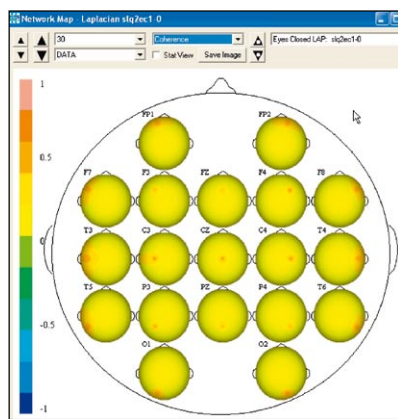 Network Map - Laplacian slq2ec1-0
30 Coherence Eyes Closed LAP: slq2ec1-0
DATA Stat View Save Image
1
0.5
0
-0.5
-1
FP1 FP2
F7 F3 FZ F4 F8
T3 C3 CZ C4 T4
T5 P3 PZ P4 T6
O1 O2